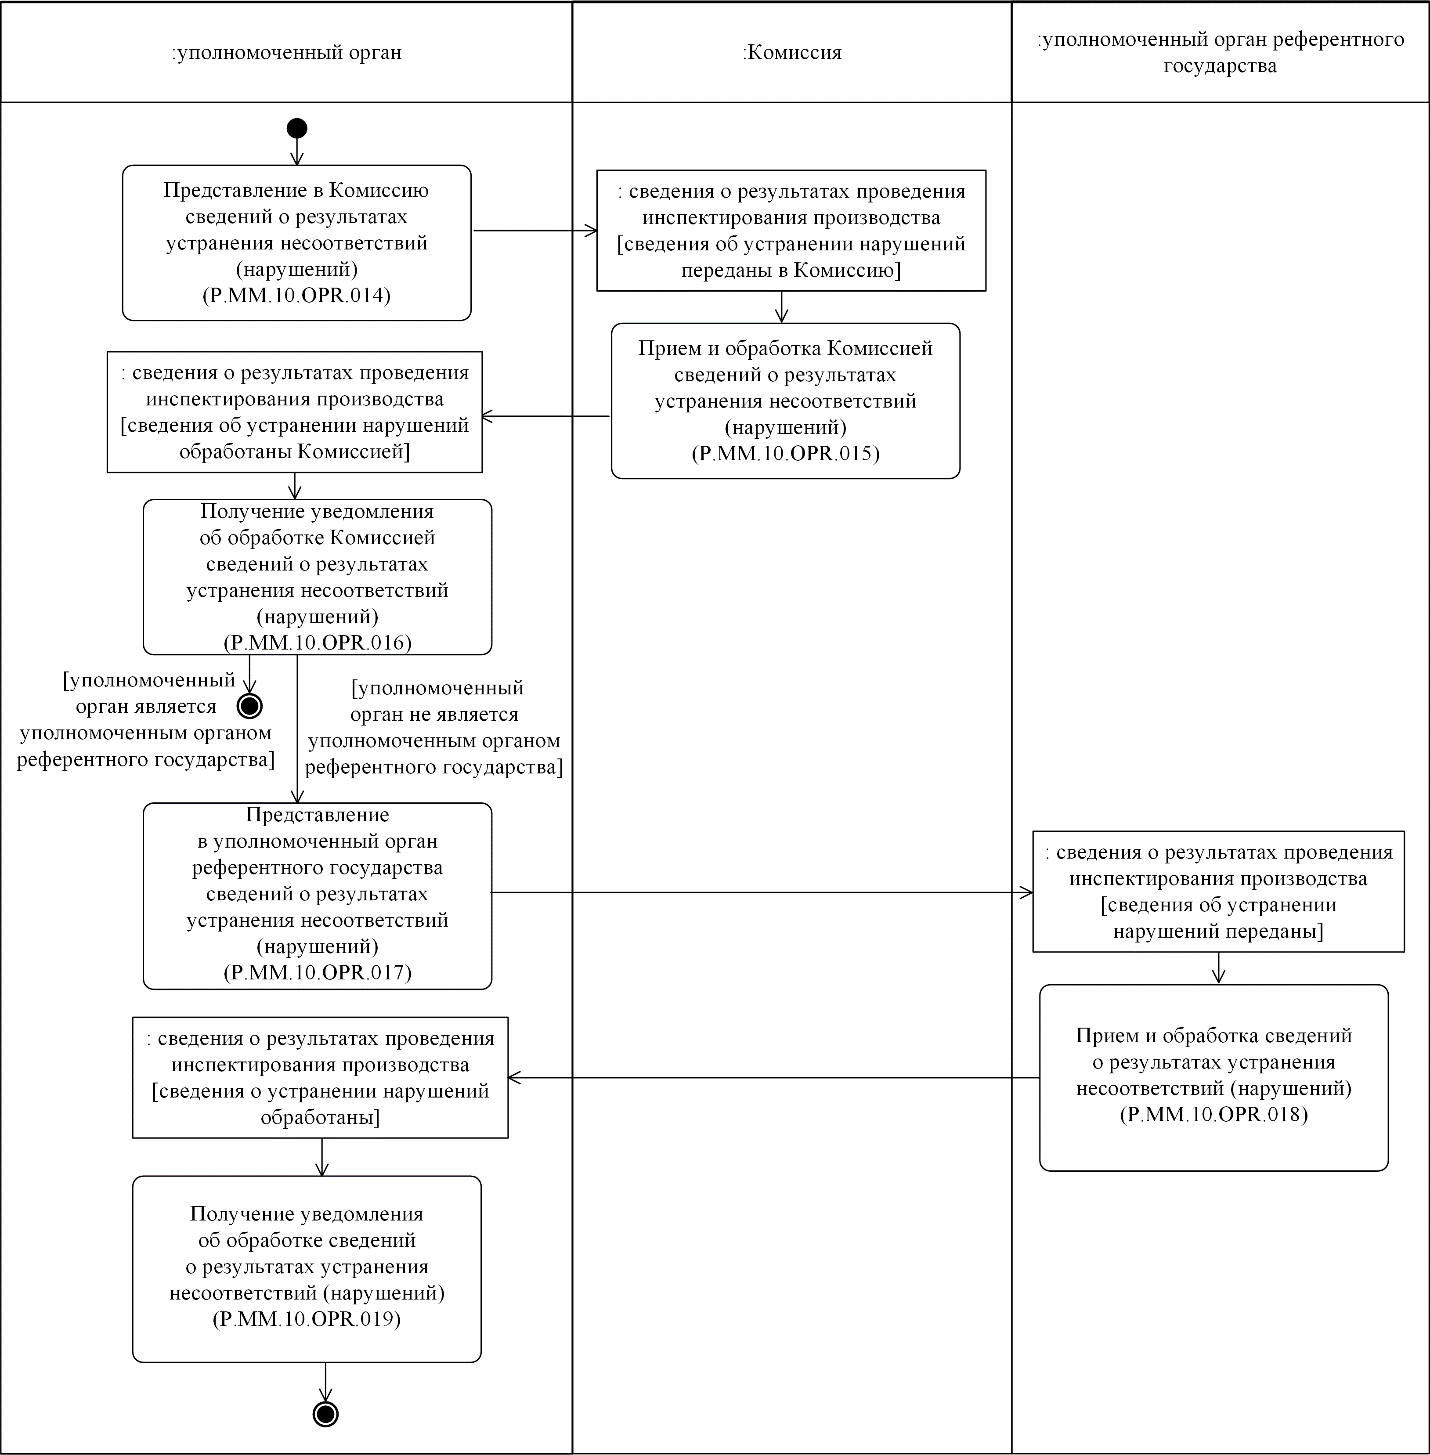 :уполномоченный орган
:Комиссия
:уполномоченный орган референтного
государства
Представление в Комиссию
сведений о результатах
устранения несоответствий
(нарушений)
(P.MM.10.OPR.014)
: сведения о результатах проведения
инспектирования производства
[сведения об устранении нарушений
переданы в Комиссию]
Прием и обработка Комиссией
сведений о результатах
устранения несоответствий
(нарушений)
(P.MM.10.OPR.015)
: сведения о результатах проведения
инспектирования производства
[сведения об устранении нарушений
обработаны Комиссией]
Получение уведомления
об обработке Комиссией
сведений о результатах
устранения несоответствий
(нарушений)
(P.MM.10.OPR.016)
[уполномоченный
орган является
уполномоченным органом
референтного государства]
[уполномоченный
орган не является
уполномоченным органом
референтного государства]
Представление
в уполномоченный орган
референтного государства
сведений о результатах
устранения несоответствий
(нарушений)
(P.MM.10.OPR.017)
: сведения о результатах проведения
инспектирования производства
[сведения об устранении
нарушений переданы]
Прием и обработка сведений
о результатах устранения
несоответствий (нарушений)
(P.MM.10.OPR.018)
: сведения о результатах проведения
инспектирования производства
[сведения о устранении нарушений
обработаны]
Получение уведомления
об обработке сведений
о результатах устранения
несоответствий (нарушений)
(P.MM.10.OPR.019)